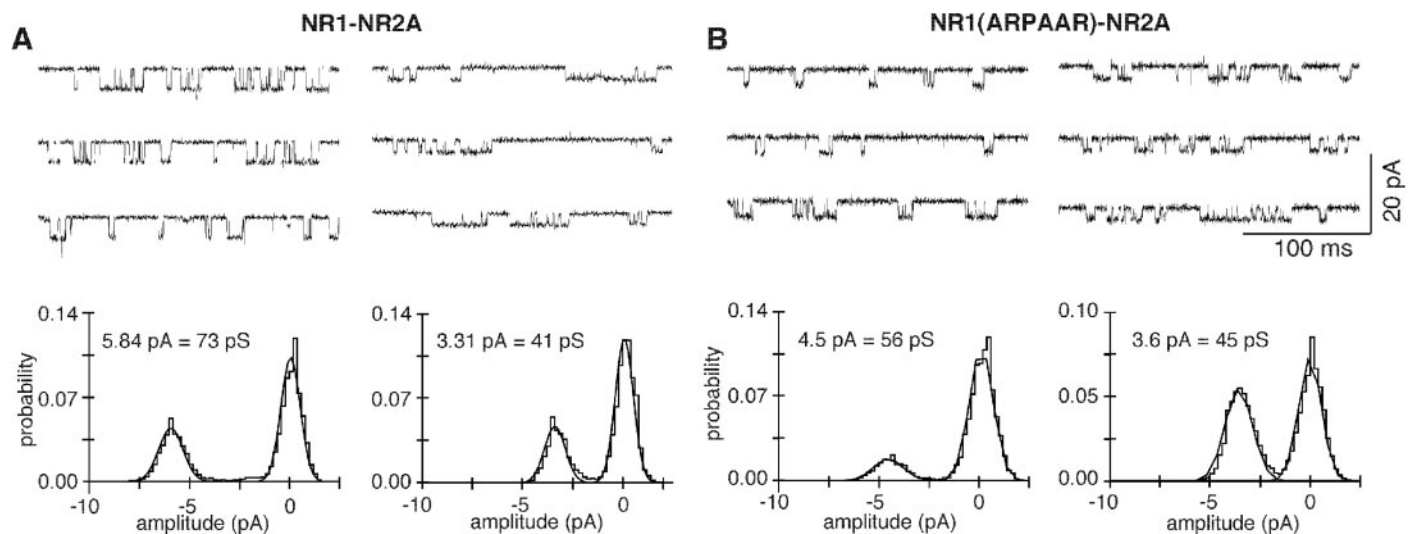 A
NR1-NR2A
B
NR1(ARPAAR)-NR2A
20 pA
100 ms
0.14
0.07
0.00
probability
5.84 pA = 73 pS
-10
-5
0
amplitude (pA)
0.14
0.07
0.00
3.31 pA = 41 pS
-10
-5
0
amplitude (pA)
0.14
0.07
0.00
probability
4.5 pA = 56 pS
-10
-5
0
amplitude (pA)
0.10
0.05
0.00
3.6 pA = 45 pS
-10
-5
0
amplitude (pA)